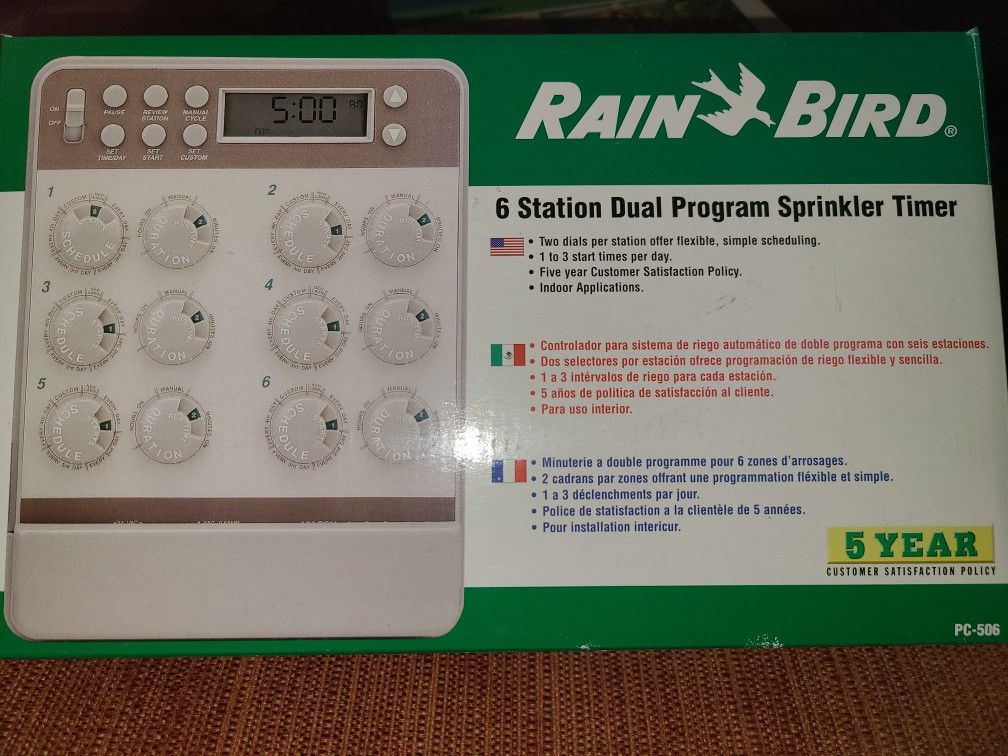 RAIN BIRD®
6 Station Dual Program Sprinkler Timer
• Two dials per station offer flexible, simple scheduling.
• 1 to 3 start times per day.
• Five year Customer Satisfaction Policy.
• Indoor Applications.
• Controlador para sistema de riego automático de doble programa con seis estaciones.
• Dos selectores por estación ofrece programación de riego flexible y sencilla.
• 1 a 3 intérvalos de riego para cada estación.
• 5 años de politica de satisfacción al cliente.
• Para uso interior.
• Minuterie a double programme pour 6 zones d'arrosages.
• 2 cadrans par zones offrant une programmation fléxible et simple.
• 1 a 3 déclenchments par jour.
• Police de statisfaction a la clientèle de 5 années.
• Pour installation intericur.
5 YEAR
CUSTOMER SATISFACTION POLICY
PC-506
ON
OFF
PAUSE
REVIEW STATION
MANUAL CYCLE
SET TIME/DAY
SET START
SET CUSTOM
5:00 AM
1
SCHEDULE
DURATION
2
SCHEDULE
DURATION
3
SCHEDULE
DURATION
4
SCHEDULE
DURATION
5
SCHEDULE
DURATION
6
SCHEDULE
DURATION